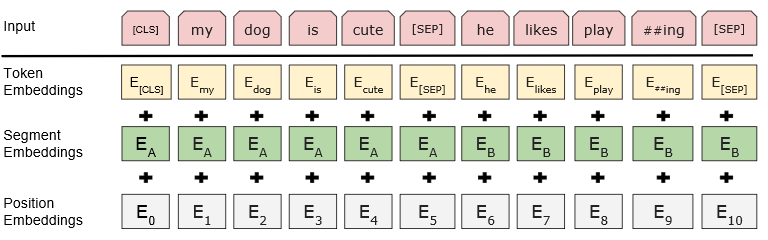 Input [CLS] my dog is cute [SEP] he likes play ##ing [SEP]
Token Embeddings E[CLS] Emy Edog Eis Ecute E[SEP] Ehe Elikes Eplay E##ing E[SEP]
+ + + + + + + + + + +
Segment Embeddings EA EA EA EA EA EA EB EB EB EB EB
+ + + + + + + + + + +
Position Embeddings E0 E1 E2 E3 E4 E5 E6 E7 E8 E9 E10